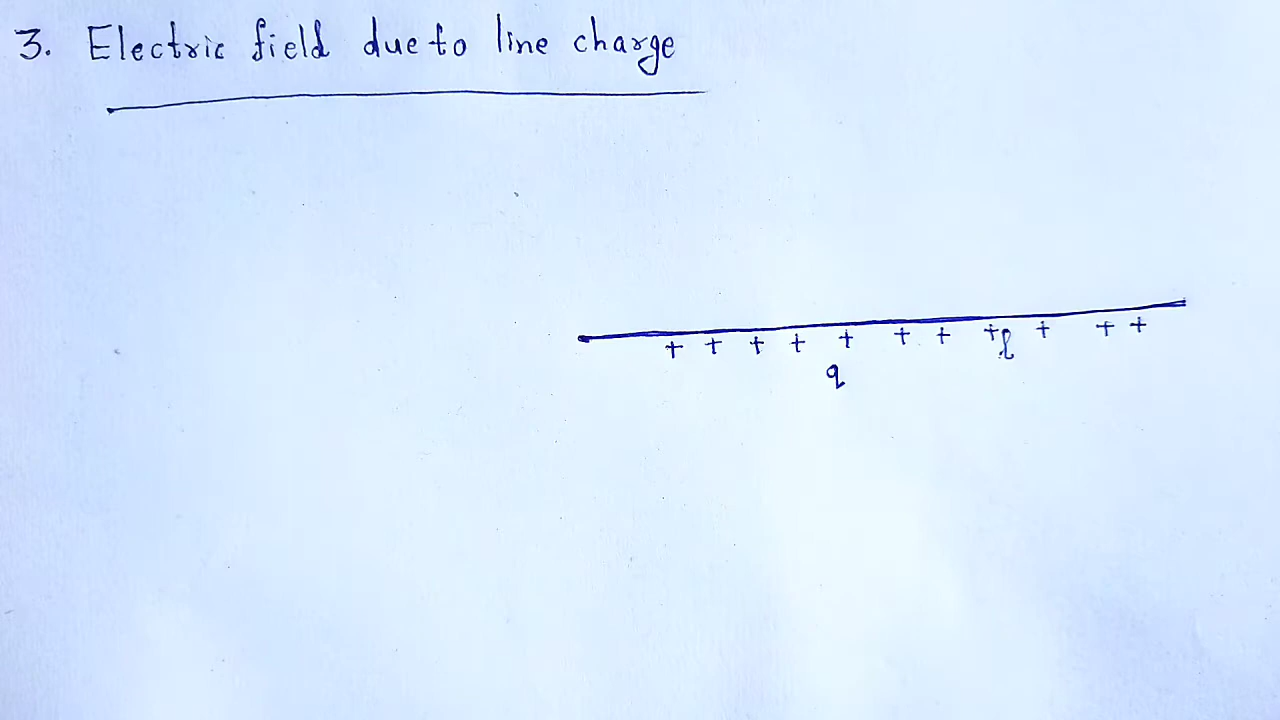 3. Electric field due to line charge
+ + + + + + + + + + +
l
q